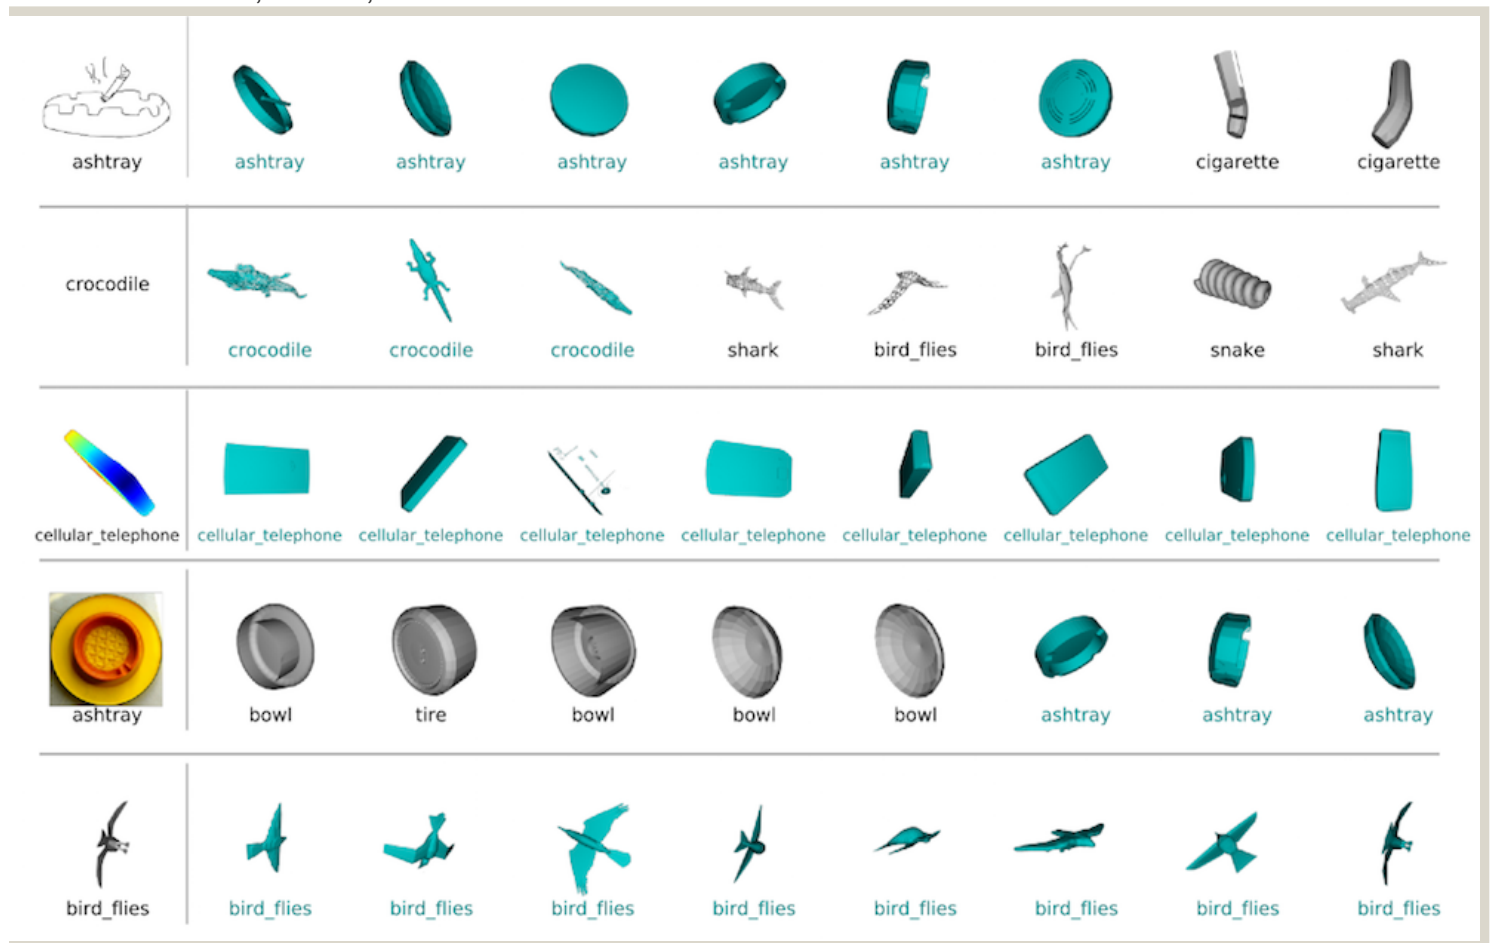 ashtray ashtray ashtray ashtray ashtray ashtray ashtray cigarette cigarette
crocodile
crocodile crocodile crocodile shark bird_flies bird_flies snake shark
cellular_telephone cellular_telephone cellular_telephone cellular_telephone cellular_telephone cellular_telephone cellular_telephone cellular_telephone cellular_telephone
ashtray bowl tire bowl bowl bowl ashtray ashtray ashtray
bird_flies bird_flies bird_flies bird_flies bird_flies bird_flies bird_flies bird_flies bird_flies